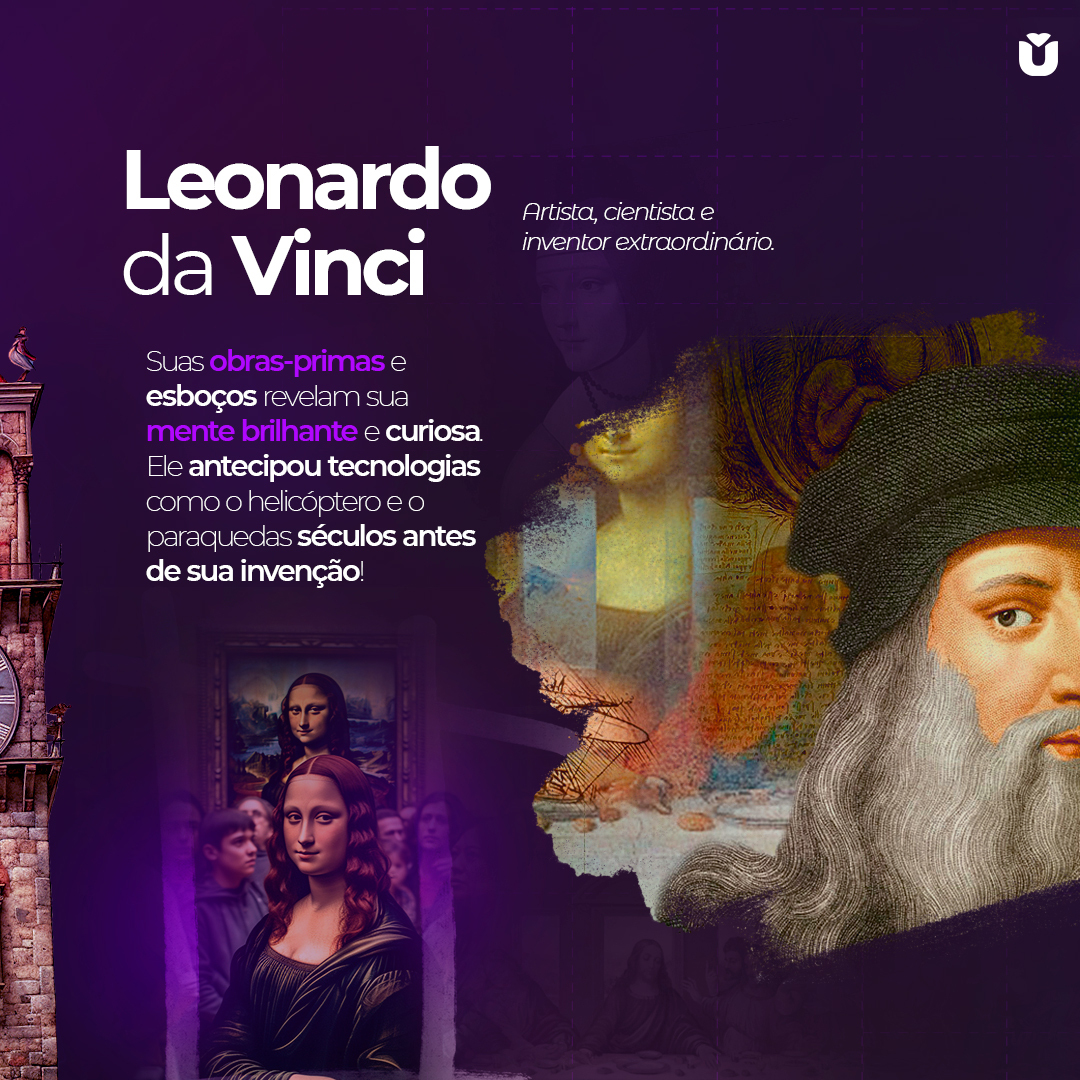 Leonardo
da Vinci
Artista, cientista e
inventor extraordinário.
Suas obras-primas e
esboços revelam sua
mente brilhante e curiosa.
Ele antecipou tecnologias
como o helicóptero e o
paraquedas séculos antes
de sua invenção!